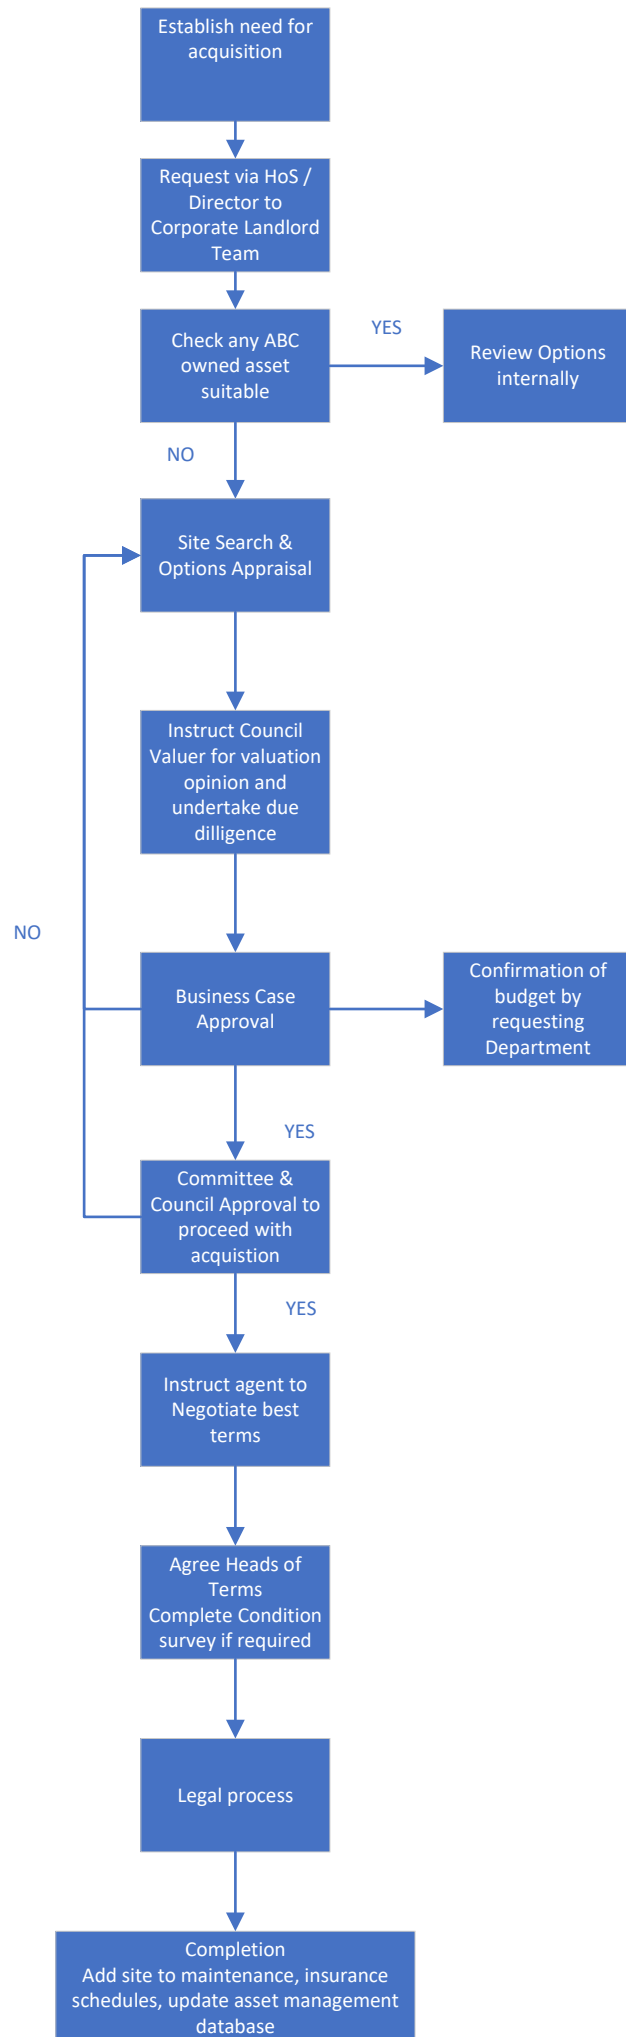 Establish need for
acquisition
Request via HoS /
Director to
Corporate Landlord
Team
Check any ABC
owned asset
suitable
YES
Review Options
internally
NO
Site Search &
Options Appraisal
Instruct Council
Valuer for valuation
opinion and
undertake due
dilligence
NO
Business Case
Approval
Confirmation of
budget by
requesting
Department
YES
Committee &
Council Approval to
proceed with
acquistion
YES
Instruct agent to
Negotiate best
terms
Agree Heads of
Terms
Complete Condition
survey if required
Legal process
Completion
Add site to maintenance, insurance
schedules, update asset management
database